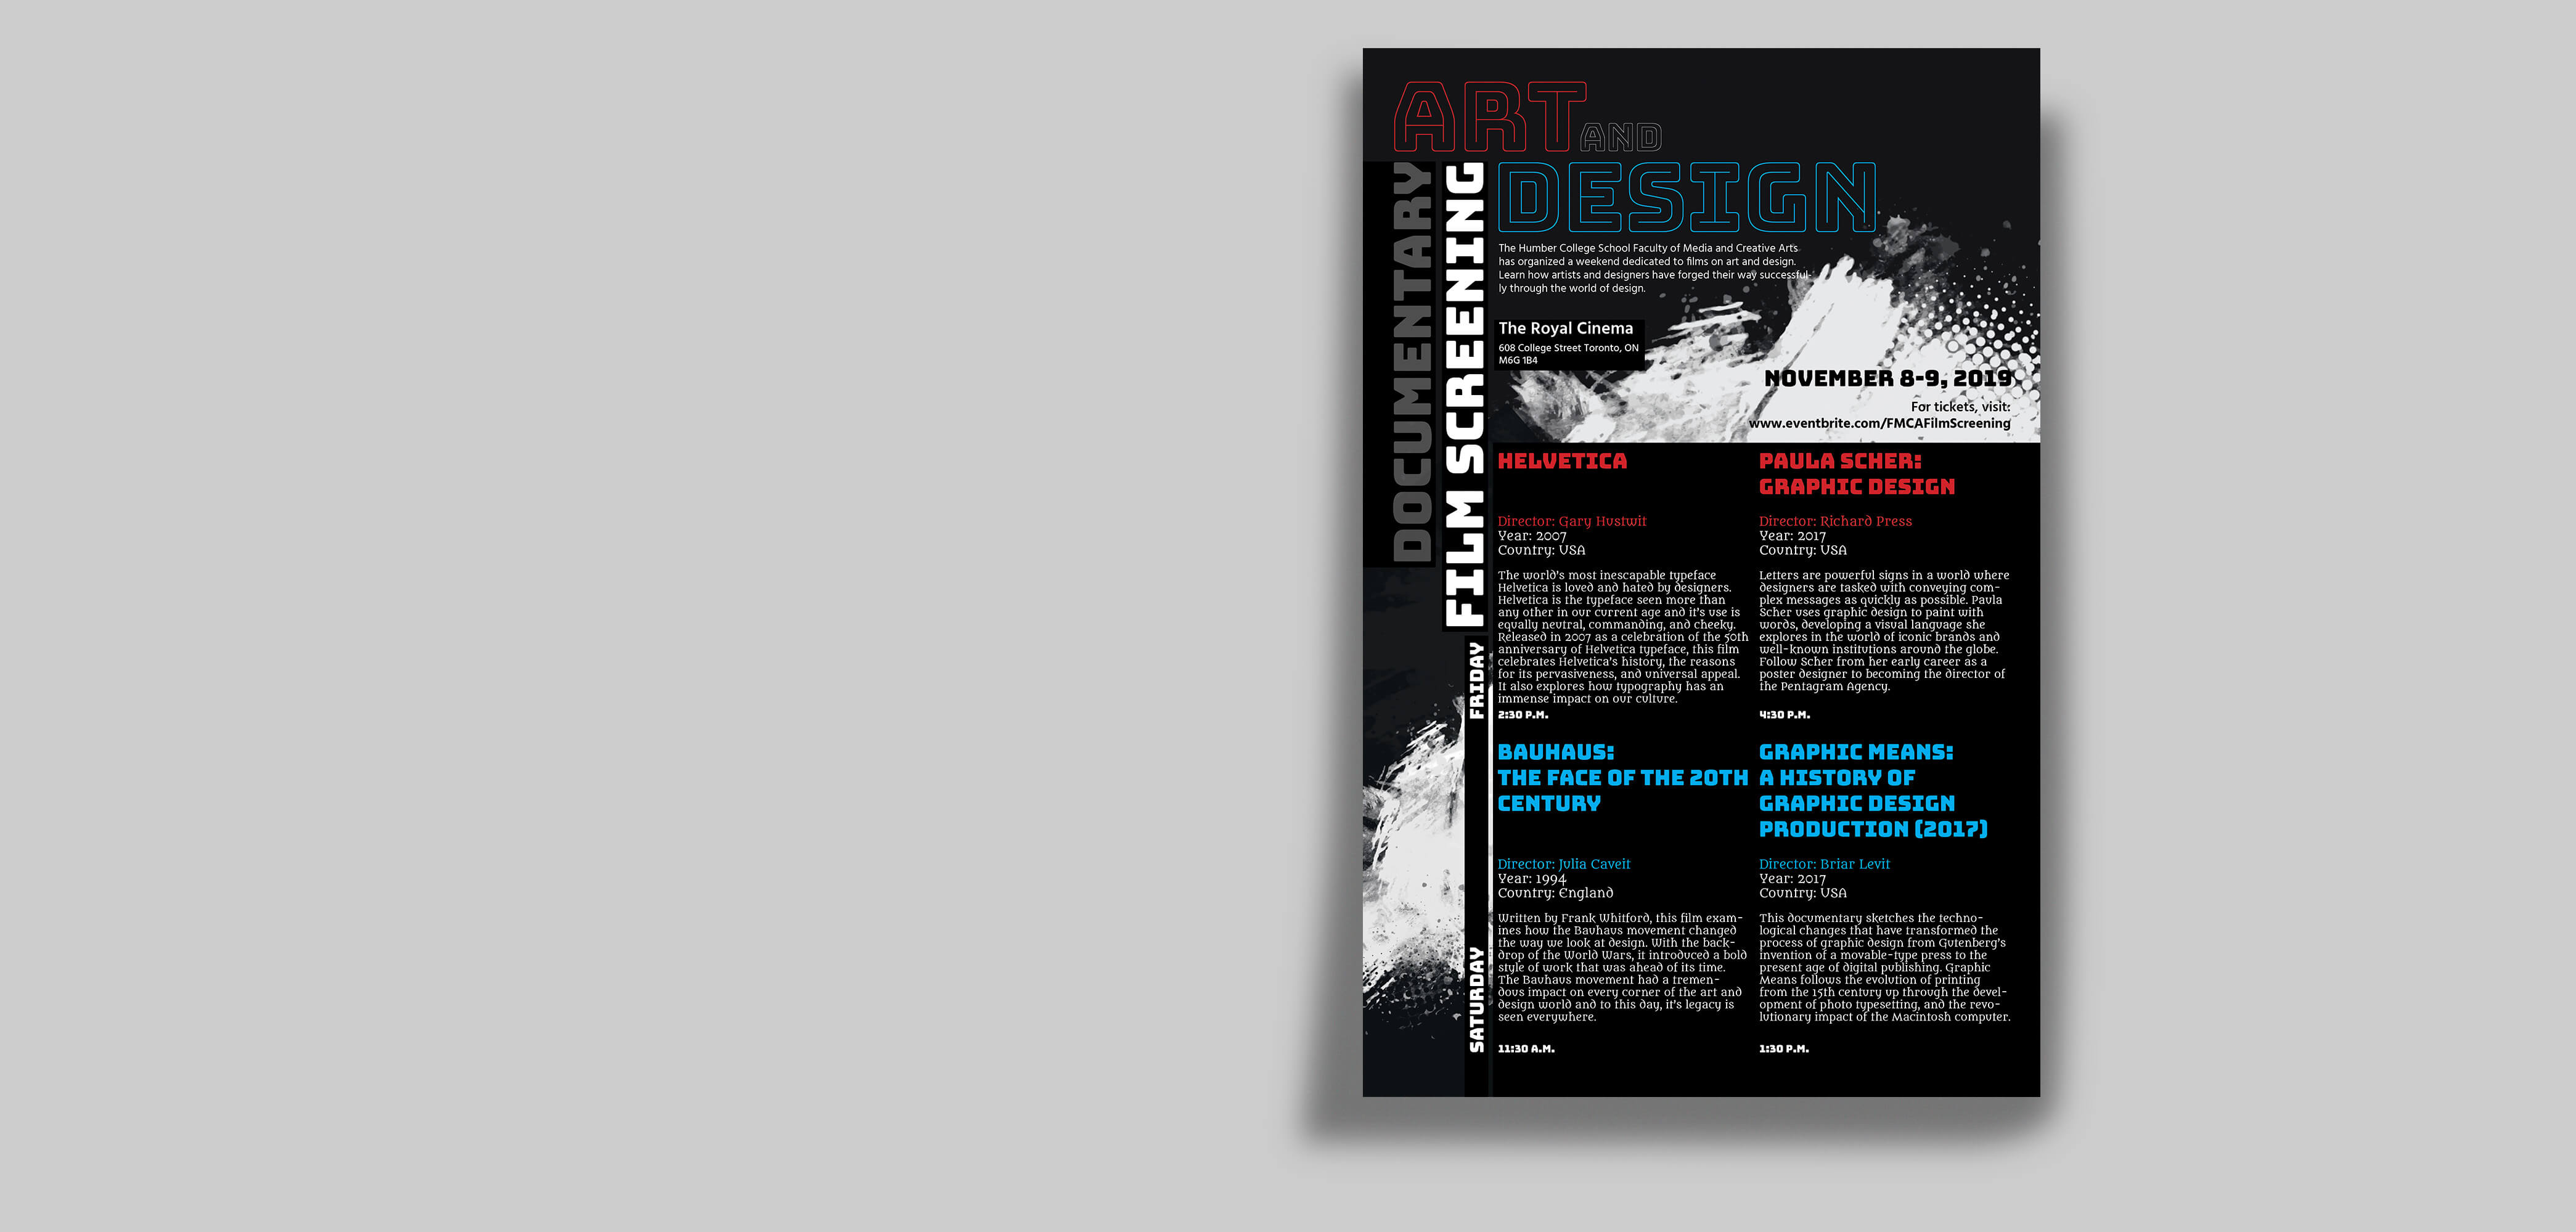 ART AND
DESIGN
DOCUMENTARY
FILM SCREENING
The Humber College School Faculty of Media and Creative Arts
has organized a weekend dedicated to films on art and design.
Learn how artists and designers have forged their way successful-
ly through the world of design.
The Royal Cinema
608 College Street Toronto, ON
M6G 1B4
NOVEMBER 8-9, 2019
For tickets, visit:
www.eventbrite.com/FMCAFilmScreening
FRIDAY
HELVETICA
Director: Gary Hustwit
Year: 2007
Country: USA
The world's most inescapable typeface
Helvetica is loved and hated by designers.
Helvetica is the typeface seen more than
any other in our current age and it's use is
equally neutral, commanding, and cheeky.
Released in 2007 as a celebration of the 50th
anniversary of Helvetica typeface, this film
celebrates Helvetica's history, the reasons
for its pervasiveness, and universal appeal.
It also explores how typography has an
immense impact on our culture.
2:30 P.M.
PAULA SCHER:
GRAPHIC DESIGN
Director: Richard Press
Year: 2017
Country: USA
Letters are powerful signs in a world where
designers are tasked with conveying com-
plex messages as quickly as possible. Paula
Scher uses graphic design to paint with
words, developing a visual language she
explores in the world of iconic brands and
well-known institutions around the globe.
Follow Scher from her early career as a
poster designer to becoming the director of
the Pentagram Agency.
4:30 P.M.
SATURDAY
BAUHAUS:
THE FACE OF THE 20TH
CENTURY
Director: Julia Caveit
Year: 1994
Country: England
Written by Frank Whitford, this film exam-
ines how the Bauhaus movement changed
the way we look at design. With the back-
drop of the World Wars, it introduced a bold
style of work that was ahead of its time.
The Bauhaus movement had a tremen-
dous impact on every corner of the art and
design world and to this day, it's legacy is
seen everywhere.
11:30 A.M.
GRAPHIC MEANS:
A HISTORY OF
GRAPHIC DESIGN
PRODUCTION (2017)
Director: Briar Levit
Year: 2017
Country: USA
This documentary sketches the techno-
logical changes that have transformed the
process of graphic design from Gutenberg's
invention of a movable-type press to the
present age of digital publishing. Graphic
Means follows the evolution of printing
from the 15th century up through the devel-
opment of photo typesetting, and the revo-
lutionary impact of the Macintosh computer.
1:30 P.M.